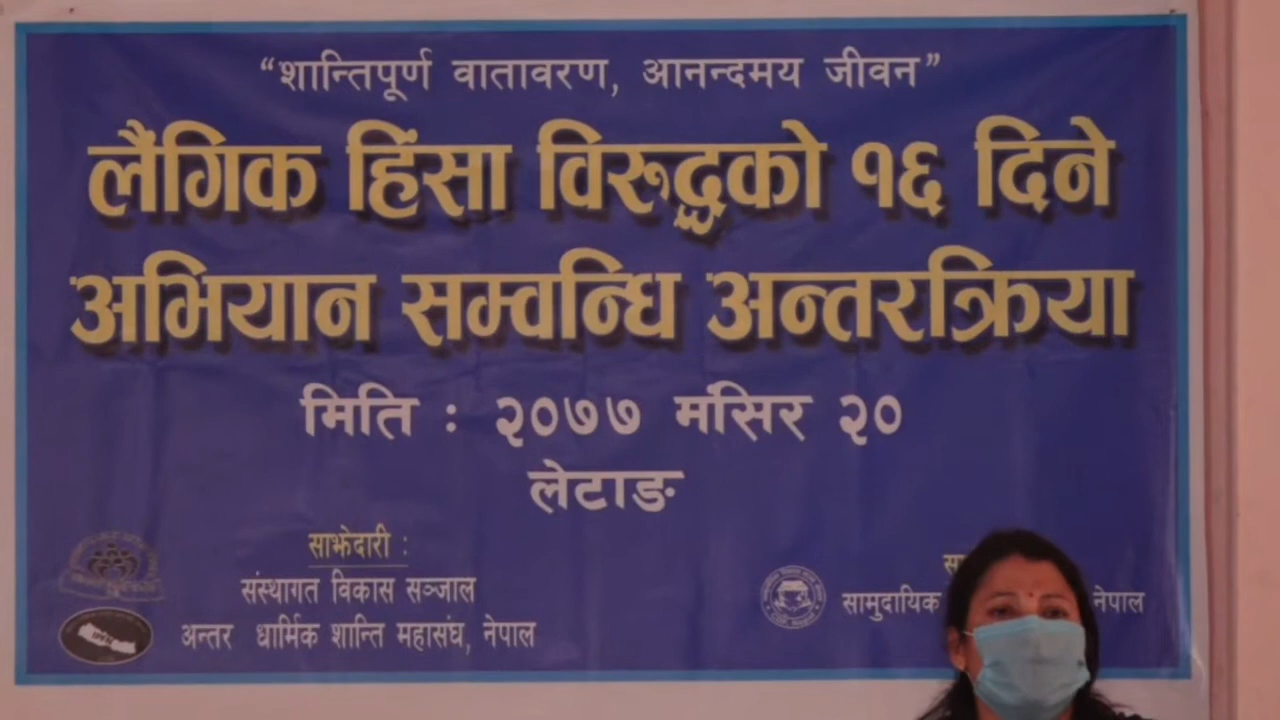 “शान्तिपूर्ण वातावरण, आनन्दमय जीवन”
लैंगिक हिंसा विरुद्धको १६ दिने
अभियान सम्वन्धि अन्तरक्रिया
मिति : २०७७ मंसिर २०
लेटाङ
साझेदारी :
संस्थागत विकास सञ्जाल
अन्तर धार्मिक शान्ति महासंघ, नेपाल
सामुदायिक नेपाल